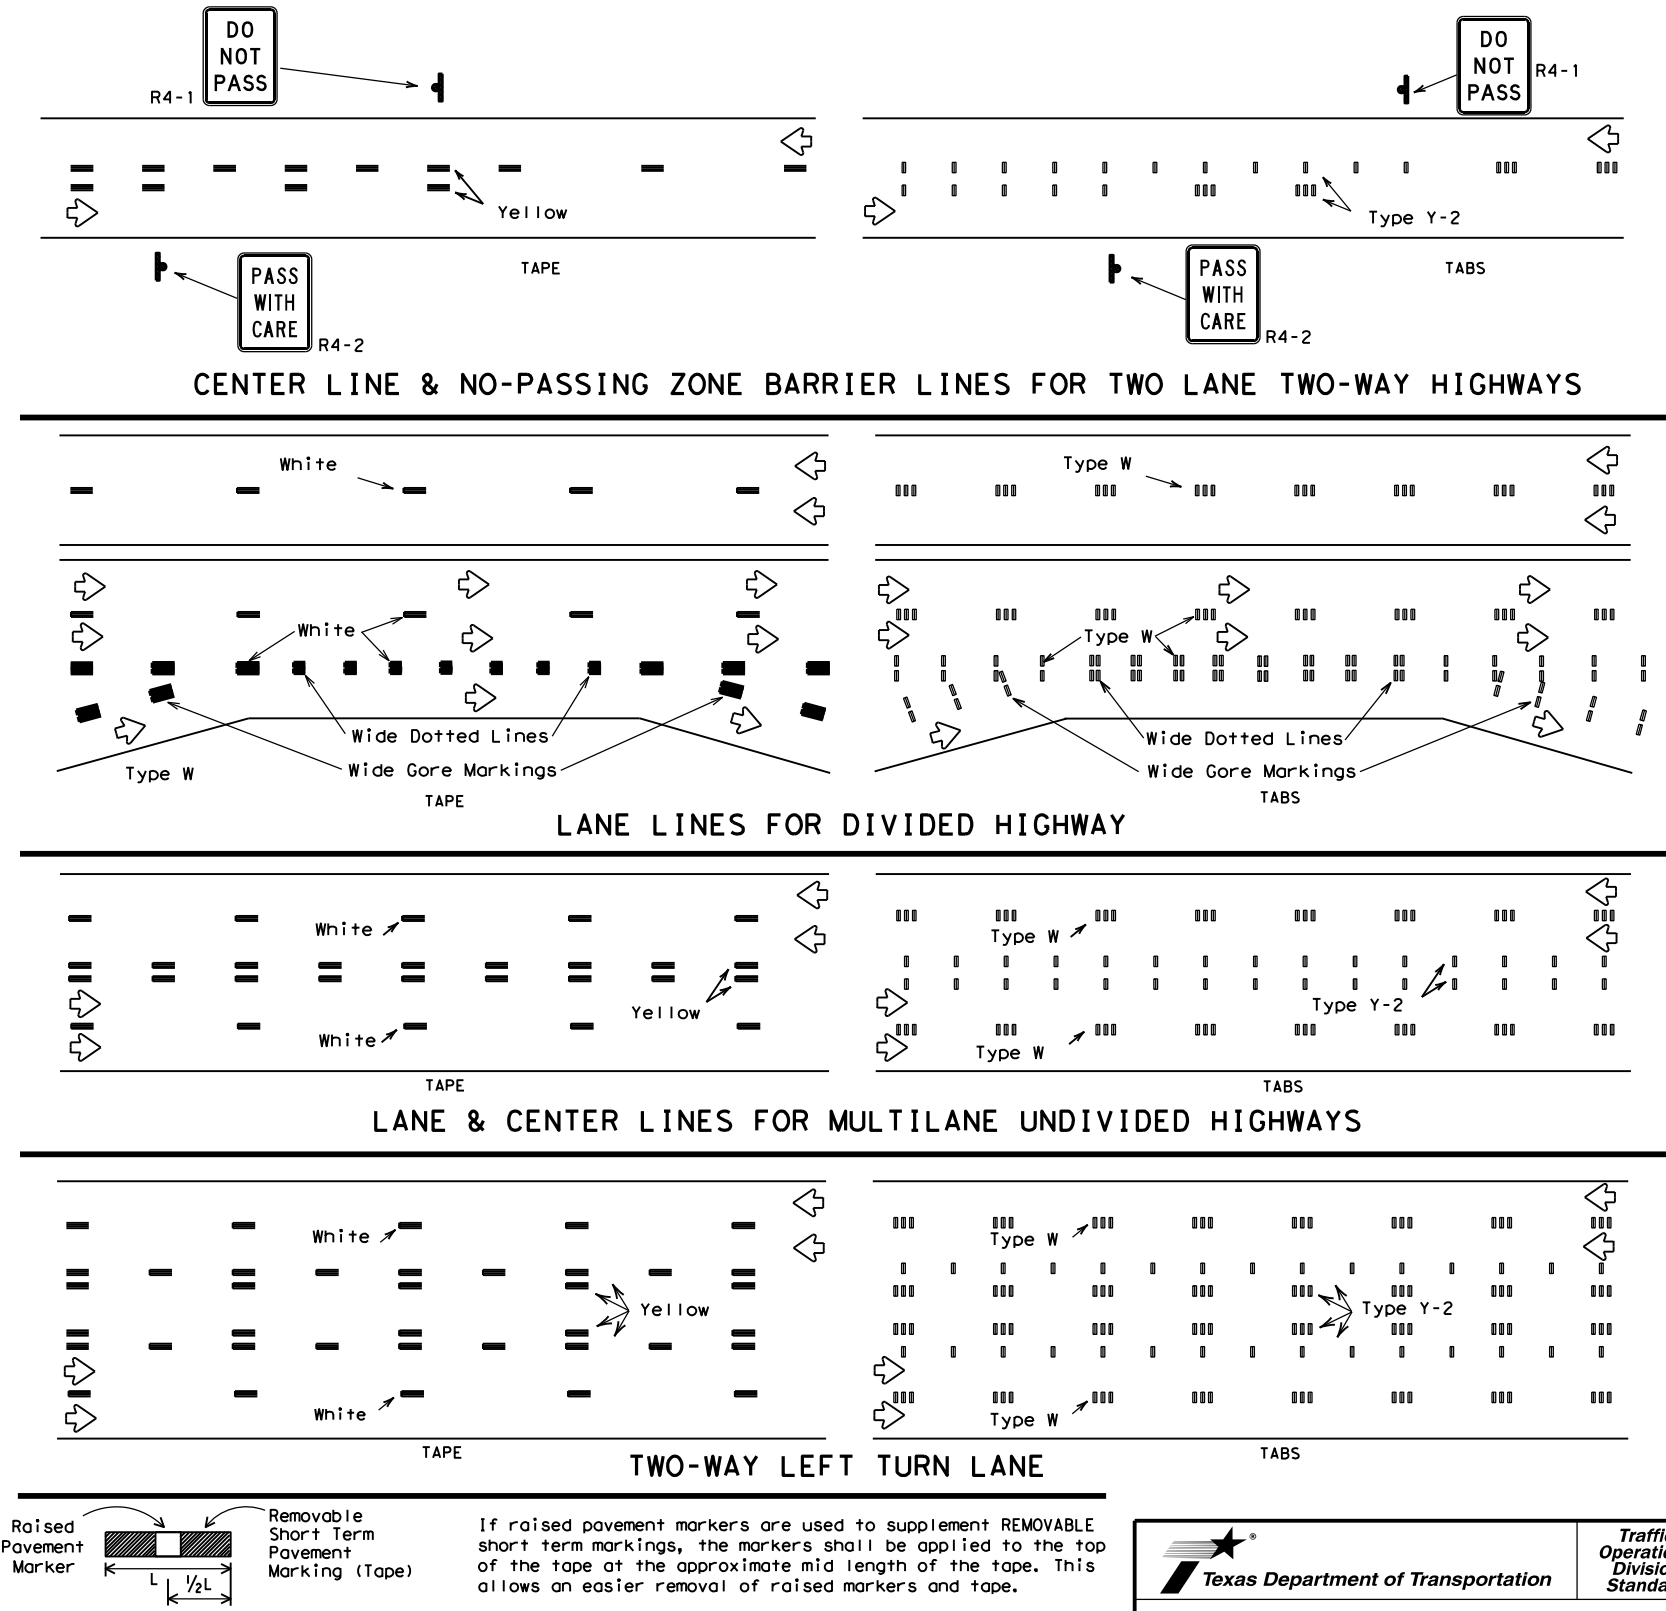 DO
NOT
PASS
R4-1
DO
NOT
PASS
R4-1
Yellow
Type Y-2
TAPE
TABS
PASS
WITH
CARE
R4-2
PASS
WITH
CARE
R4-2
CENTER LINE & NO-PASSING ZONE BARRIER LINES FOR TWO LANE TWO-WAY HIGHWAYS
White
Type W
White
Type W
Wide Dotted Lines
Wide Dotted Lines
Type W
Wide Gore Markings
Wide Gore Markings
TAPE
TABS
LANE LINES FOR DIVIDED HIGHWAY
White
Type W
Yellow
Type Y-2
White
Type W
TAPE
TABS
LANE & CENTER LINES FOR MULTILANE UNDIVIDED HIGHWAYS
White
Type W
Yellow
Type Y-2
White
Type W
TAPE
TABS
TWO-WAY LEFT TURN LANE
Raised
Pavement
Marker
Removable
Short Term
Pavement
Marking (Tape)
L
½L
If raised pavement markers are used to supplement REMOVABLE
short term markings, the markers shall be applied to the top
of the tape at the approximate mid length of the tape. This
allows an easier removal of raised markers and tape.
®
Texas Department of Transportation